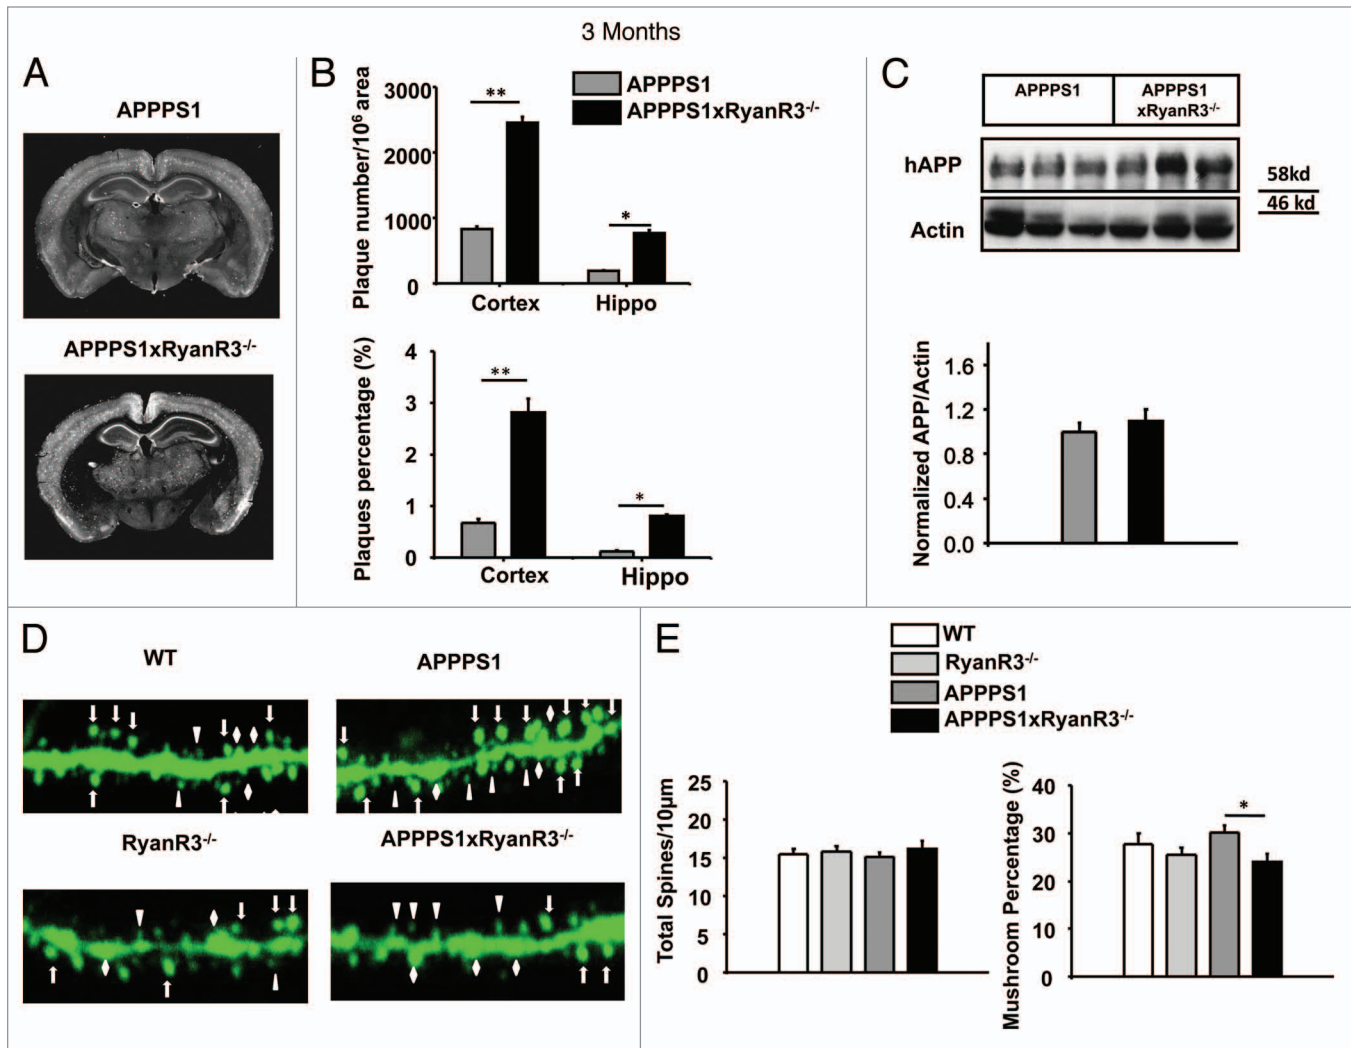 3 Months
A
APPPS1
APPPS1xRyanR3-/-
B
APPPS1
APPPS1xRyanR3-/-
Plaque number/10⁶ area
3000
2000
1000
0
**
*
Cortex
Hippo
Plaques percentage (%)
4
3
2
1
0
**
*
Cortex
Hippo
C
APPPS1
APPPS1
xRyanR3-/-
hAPP
Actin
58kd
46 kd
Normalized APP/Actin
1.6
1.2
0.8
0.4
0.0
D
WT
APPPS1
RyanR3-/-
APPPS1xRyanR3-/-
E
WT
RyanR3-/-
APPPS1
APPPS1xRyanR3-/-
Total Spines/10µm
25
20
15
10
5
0
Mushroom Percentage (%)
40
30
20
10
0
*